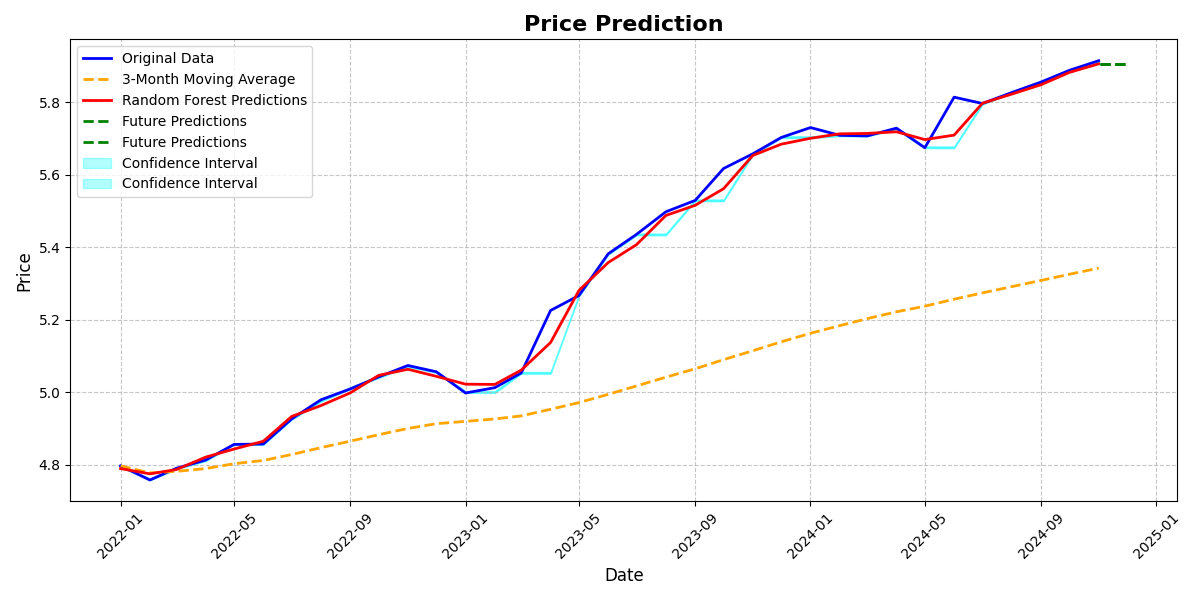 Price Prediction
Original Data
3-Month Moving Average
Random Forest Predictions
Future Predictions
Future Predictions
Confidence Interval
Confidence Interval
Price
5.8
5.6
5.4
5.2
5.0
4.8
2022-01
2022-05
2022-09
2023-01
2023-05
2023-09
2024-01
2024-05
2024-09
2025-01
Date